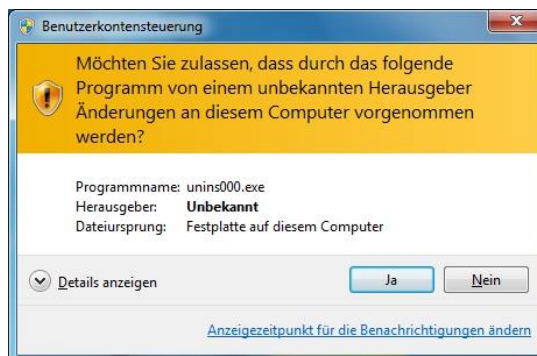 Benutzerkontensteuerung
Möchten Sie zulassen, dass durch das folgende
Programm von einem unbekannten Herausgeber
Änderungen an diesem Computer vorgenommen
werden?
Programmname: unins000.exe
Herausgeber: Unbekannt
Dateiursprung: Festplatte auf diesem Computer
Details anzeigen
Ja
Nein
Anzeigezeitpunkt für die Benachrichtigungen ändern